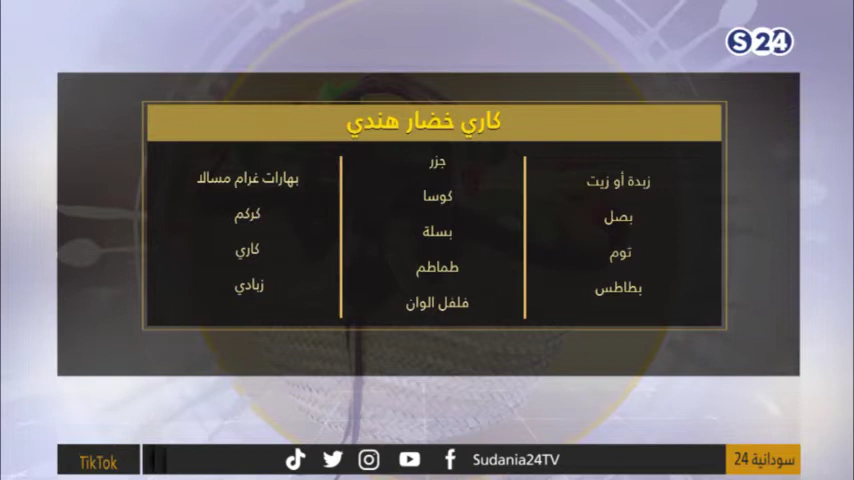 S24
كاري خضار هندي
زبدة أو زيت
بصل
توم
بطاطس
جزر
كوسا
بسلة
طماطم
فلفل الوان
بهارات غرام مسالا
كركم
كاري
زبادي
سودانية 24
Sudania24TV
TikTok